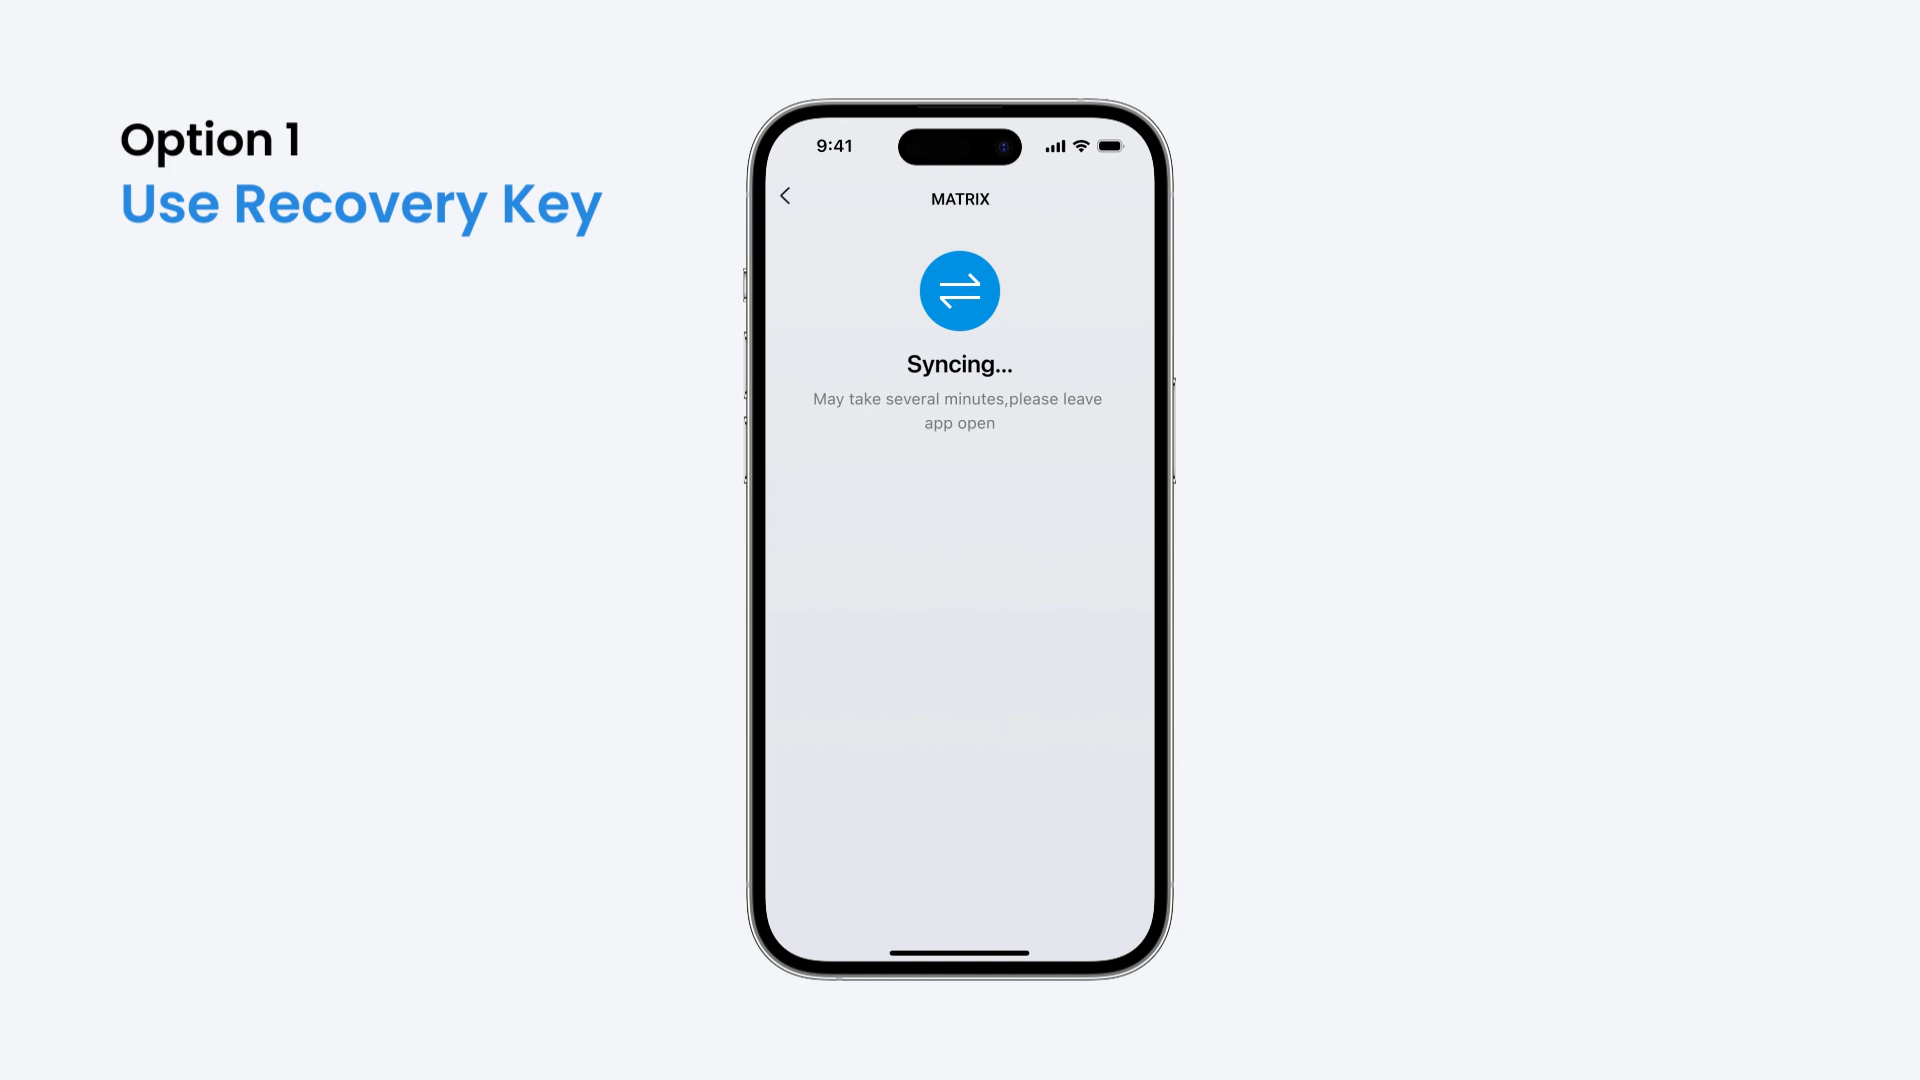 Option 1
Use Recovery Key
9:41
MATRIX
Syncing...
May take several minutes,please leave
app open